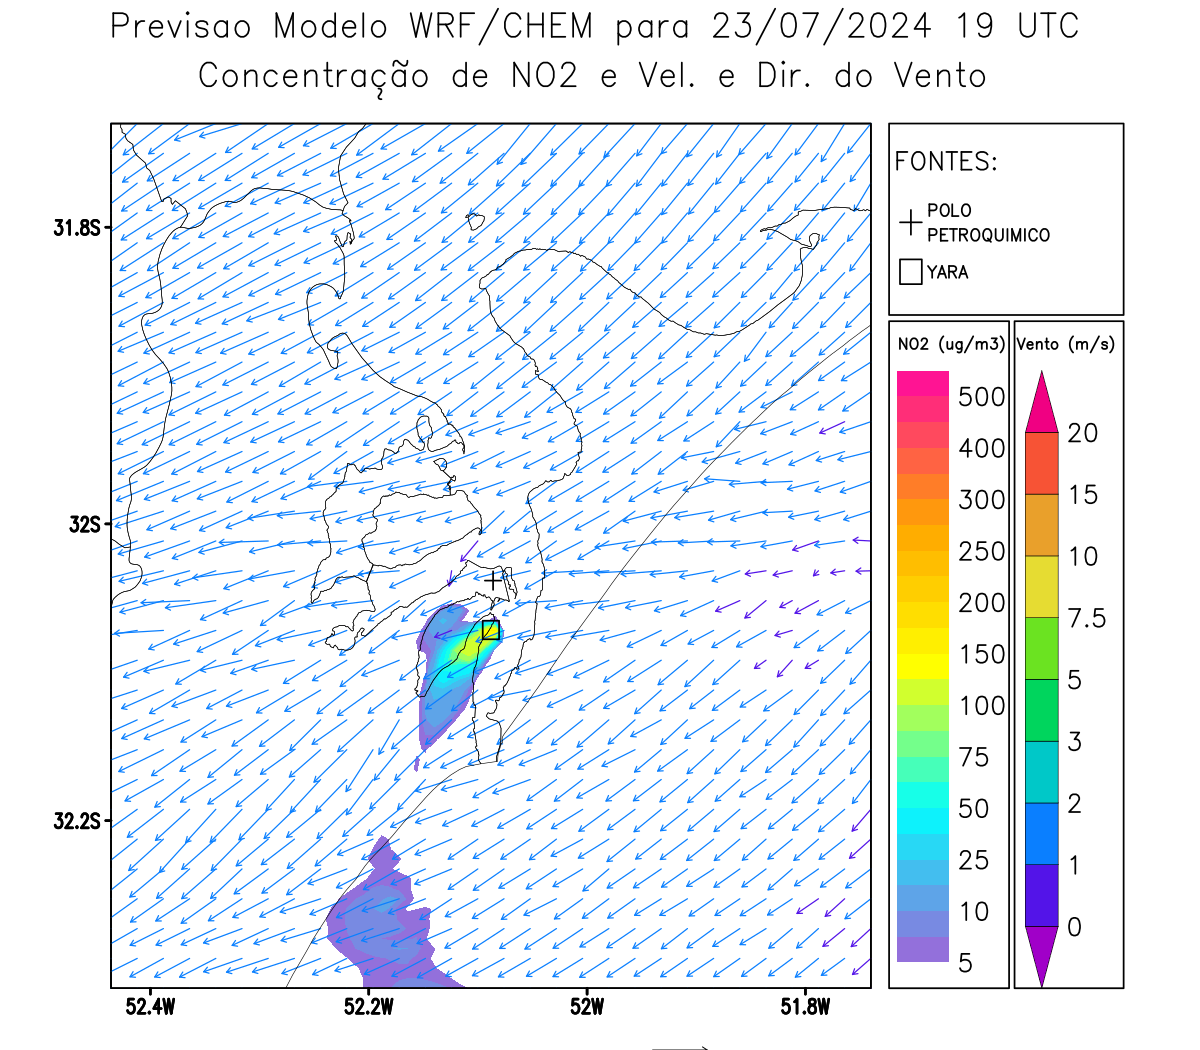 Previsao Modelo WRF/CHEM para 23/07/2024 19 UTC
Concentração de NO2 e Vel. e Dir. do Vento
FONTES:
POLO
PETROQUIMICO
YARA
31.8S
32S
32.2S
52.4W
52.2W
52W
51.8W
NO2 (ug/m3)
500
400
300
250
200
150
100
75
50
25
10
5
Vento (m/s)
20
15
10
7.5
5
3
2
1
0